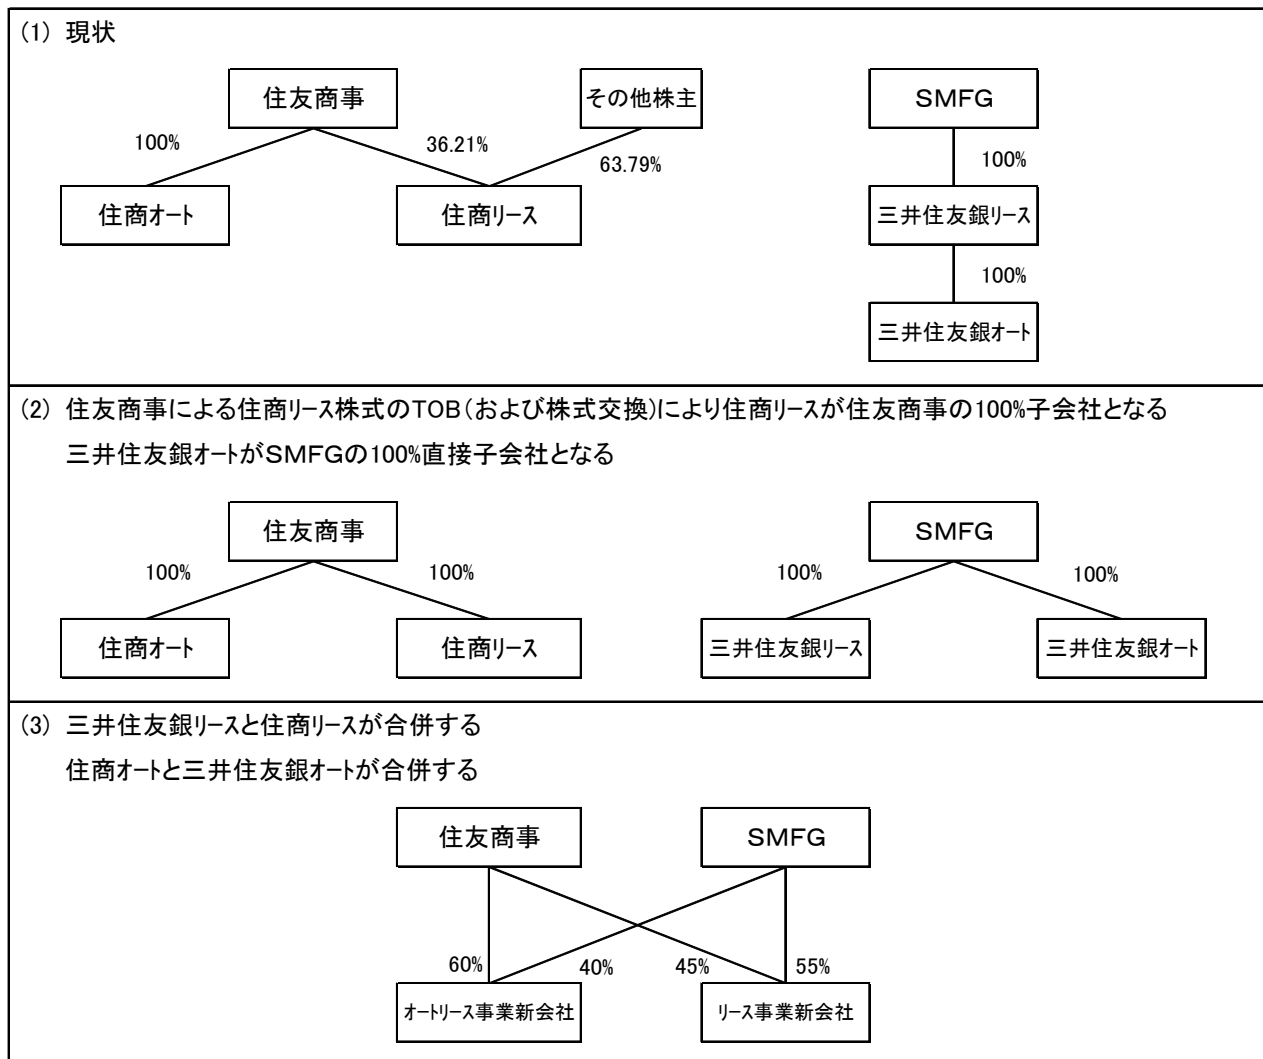 (1) 現状
住友商事
その他株主
ＳＭＦＧ
100%
36.21%
63.79%
100%
住商オート
住商リース
三井住友銀リース
100%
三井住友銀オート
(2) 住友商事による住商リース株式のTOB（および株式交換）により住商リースが住友商事の100%子会社となる
三井住友銀オートがＳＭＦＧの100%直接子会社となる
住友商事
ＳＭＦＧ
100%
100%
100%
100%
住商オート
住商リース
三井住友銀リース
三井住友銀オート
(3) 三井住友銀リースと住商リースが合併する
住商オートと三井住友銀オートが合併する
住友商事
ＳＭＦＧ
60%
40%
45%
55%
オートリース事業新会社
リース事業新会社